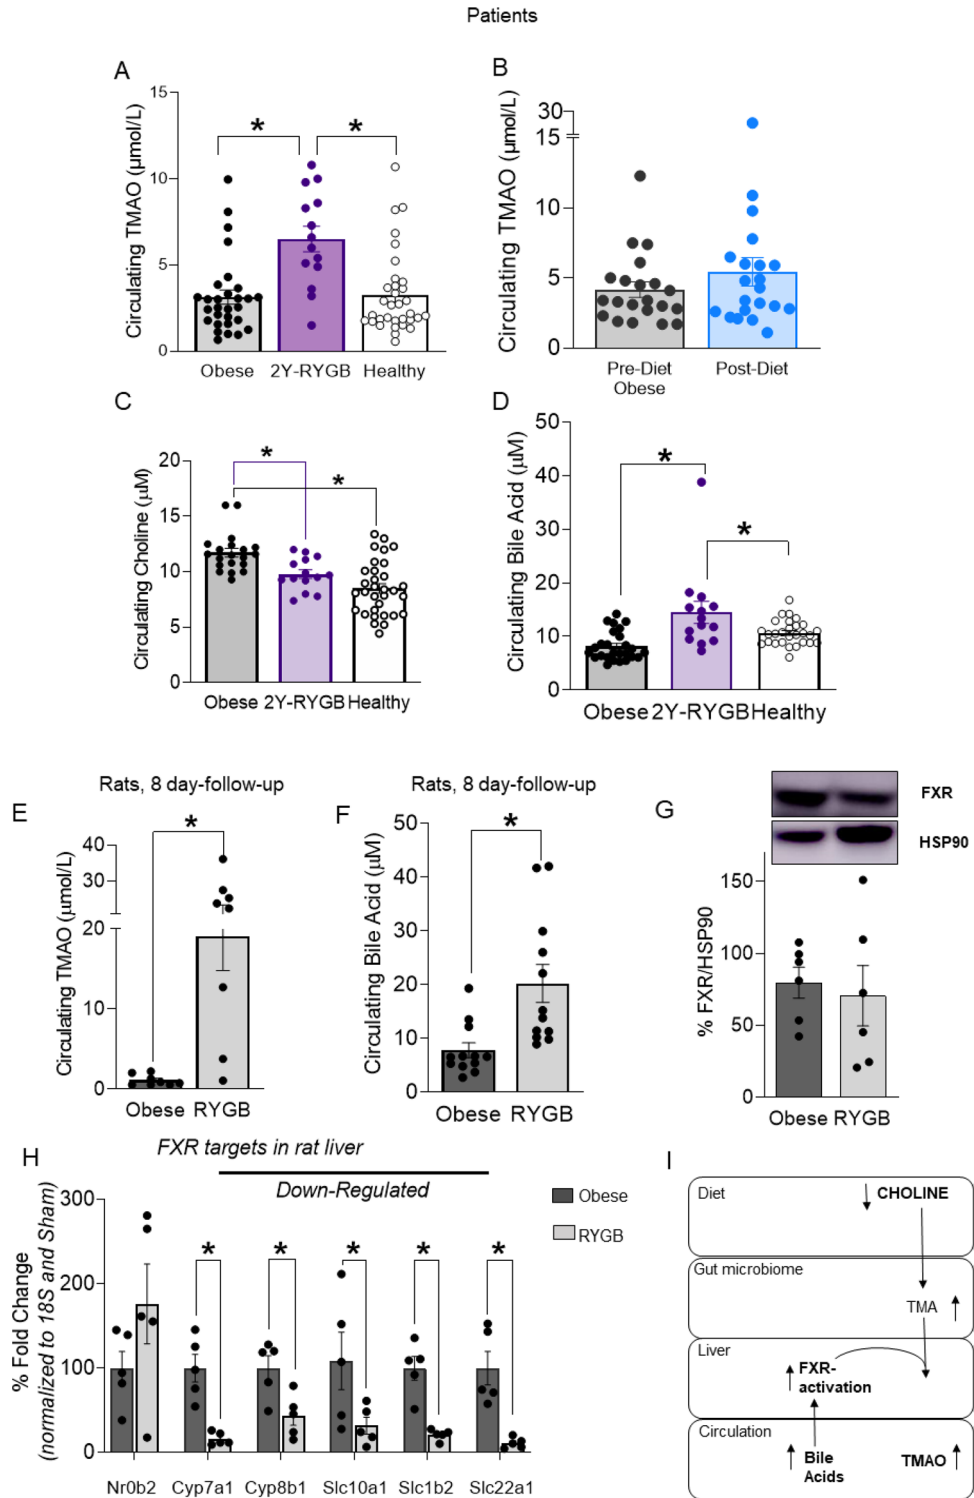 Patients
A
Circulating TMAO (μmol/L)
15
10
5
0
*
*
Obese
2Y-RYGB
Healthy
B
Circulating TMAO (μmol/L)
30
15
10
5
0
Pre-Diet
Obese
Post-Diet
C
Circulating Choline (μM)
20
15
10
5
0
*
*
Obese 2Y-RYGB Healthy
D
Circulating Bile Acid (μM)
50
40
30
20
10
0
*
*
Obese 2Y-RYGB Healthy
Rats, 8 day-follow-up
E
Circulating TMAO (μmol/L)
40
30
20
10
0
*
Obese RYGB
Rats, 8 day-follow-up
F
Circulating Bile Acid (μM)
50
40
30
20
10
0
*
Obese RYGB
G
FXR
HSP90
% FXR/HSP90
150
100
50
0
Obese RYGB
H
FXR targets in rat liver
Down-Regulated
% Fold Change
(normalized to 18S and Sham)
300
200
100
0
*
*
*
*
*
Obese
RYGB
Nr0b2 Cyp7a1 Cyp8b1 Slc10a1 Slc1b2 Slc22a1
I
Diet
CHOLINE
Gut microbiome
TMA
Liver
FXR-
activation
Circulation
Bile
Acids
TMAO